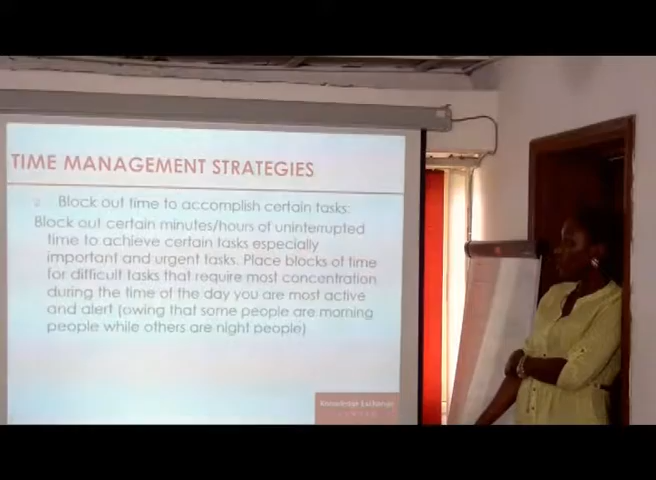 TIME MANAGEMENT STRATEGIES
Block out time to accomplish certain tasks:
Block out certain minutes/hours of uninterrupted
time to achieve certain tasks especially
important and urgent tasks. Place blocks of time
for difficult tasks that require most concentration
during the time of the day you are most active
and alert (owing that some people are morning
people while others are night people)
Knowledge Exchange